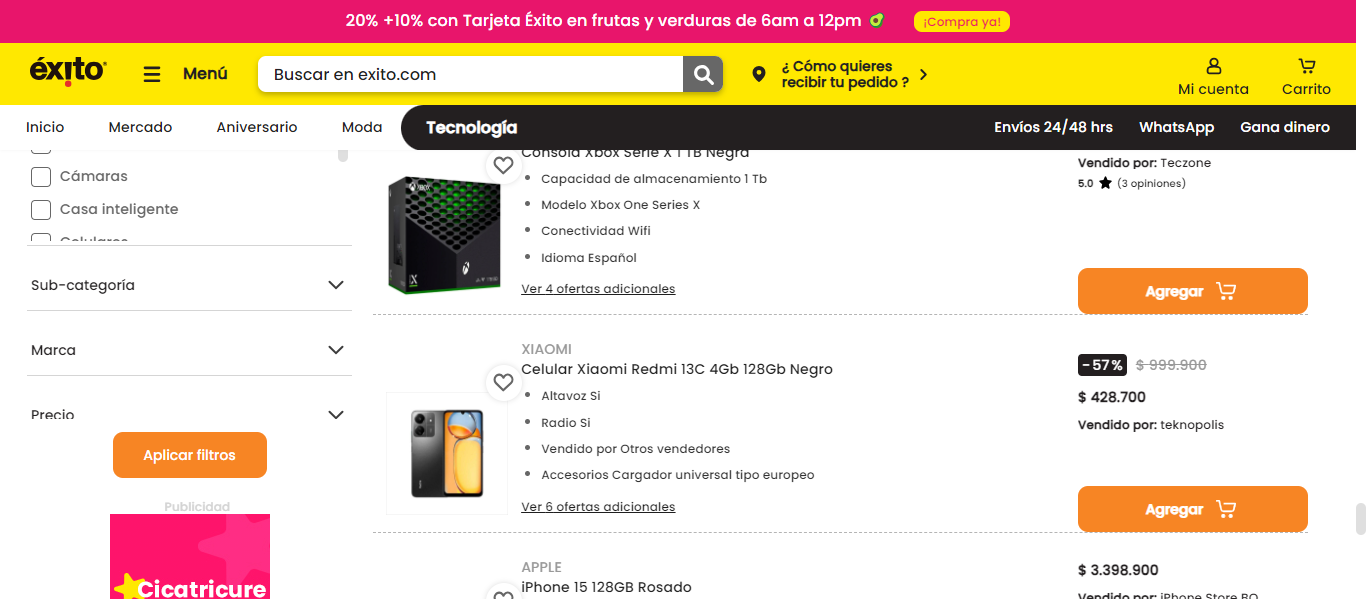 20% +10% con Tarjeta Éxito en frutas y verduras de 6am a 12pm
¡Compra ya!
éxito
Menú
Buscar en exito.com
¿ Cómo quieres
recibir tu pedido ?
Mi cuenta
Carrito
Inicio
Mercado
Aniversario
Moda
Tecnología
Envíos 24/48 hrs
WhatsApp
Gana dinero
Cámaras
Casa inteligente
Celulares
Sub-categoría
Marca
Precio
Aplicar filtros
Publicidad
Cicatricure
Consola Xbox Serie X 1 TB Negra
Capacidad de almacenamiento 1 Tb
Modelo Xbox One Series X
Conectividad Wifi
Idioma Español
Ver 4 ofertas adicionales
Vendido por: Teczone
5.0 (3 opiniones)
Agregar
XIAOMI
Celular Xiaomi Redmi 13C 4Gb 128Gb Negro
Altavoz Si
Radio Si
Vendido por Otros vendedores
Accesorios Cargador universal tipo europeo
Ver 6 ofertas adicionales
-57% $ 999.900
$ 428.700
Vendido por: teknopolis
Agregar
APPLE
iPhone 15 128GB Rosado
$ 3.398.900
Vendido por: iPhone Store BQ